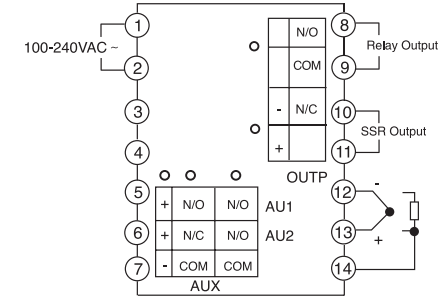 1
8
N/O
100-240VAC ~
Relay Output
2
COM
9
3
- N/C
10
SSR Output
4
+
11
OUTP
5
12 -
+ N/O N/O AU1
6
+ N/C N/O AU2
13 +
7
- COM COM
14
AUX